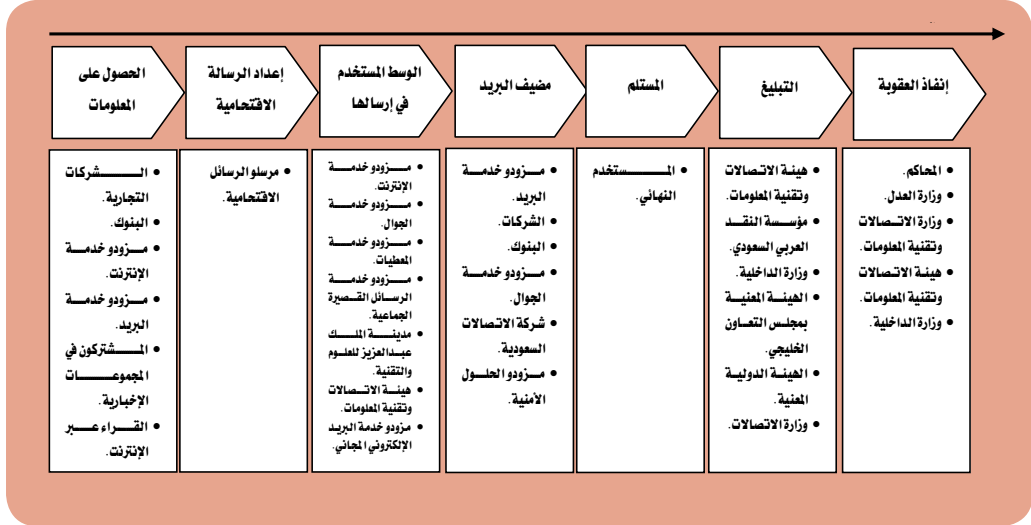 الحصول على
المعلومات
إعداد الرسالة
الاقتحامية
الوسط المستخدم
في إرسالها
مضيف البريد
المستلم
التبليغ
إنفاذ العقوبة
• الشركات
التجارية.
• البنوك.
• مزودو خدمة
الإنترنت.
• مزودو خدمة
البريد.
• المشتركون في
المجموعات
الإخبارية.
• القراء عبر
الإنترنت.
• مرسلو الرسائل
الاقتحامية.
• مزودو خدمة
الإنترنت.
• مزودو خدمة
الجوال.
• مزودو خدمة
المعطيات.
• مزودو خدمة
الرسائل القصيرة
الجماعية.
• مدينة الملك
عبدالعزيز للعلوم
والتقنية.
• هيئة الاتصالات
وتقنية المعلومات.
• مزودو خدمة البريد
الإلكتروني المجاني.
• مزودو خدمة
البريد.
• الشركات.
• البنوك.
• مزودو خدمة
الجوال.
• شركة الاتصالات
السعودية.
• مزودو الحلول
الأمنية.
• المستخدم
النهائي.
• هيئة الاتصالات
وتقنية المعلومات.
• مؤسسة النقد
العربي السعودي.
• وزارة الداخلية.
• الهيئة المعنية
بمجلس التعاون
الخليجي.
• الهيئة الدولية
المعنية.
• وزارة الاتصالات.
• المحاكم.
• وزارة العدل.
• وزارة الاتصالات
وتقنية المعلومات.
• هيئة الاتصالات
وتقنية المعلومات.
• وزارة الداخلية.